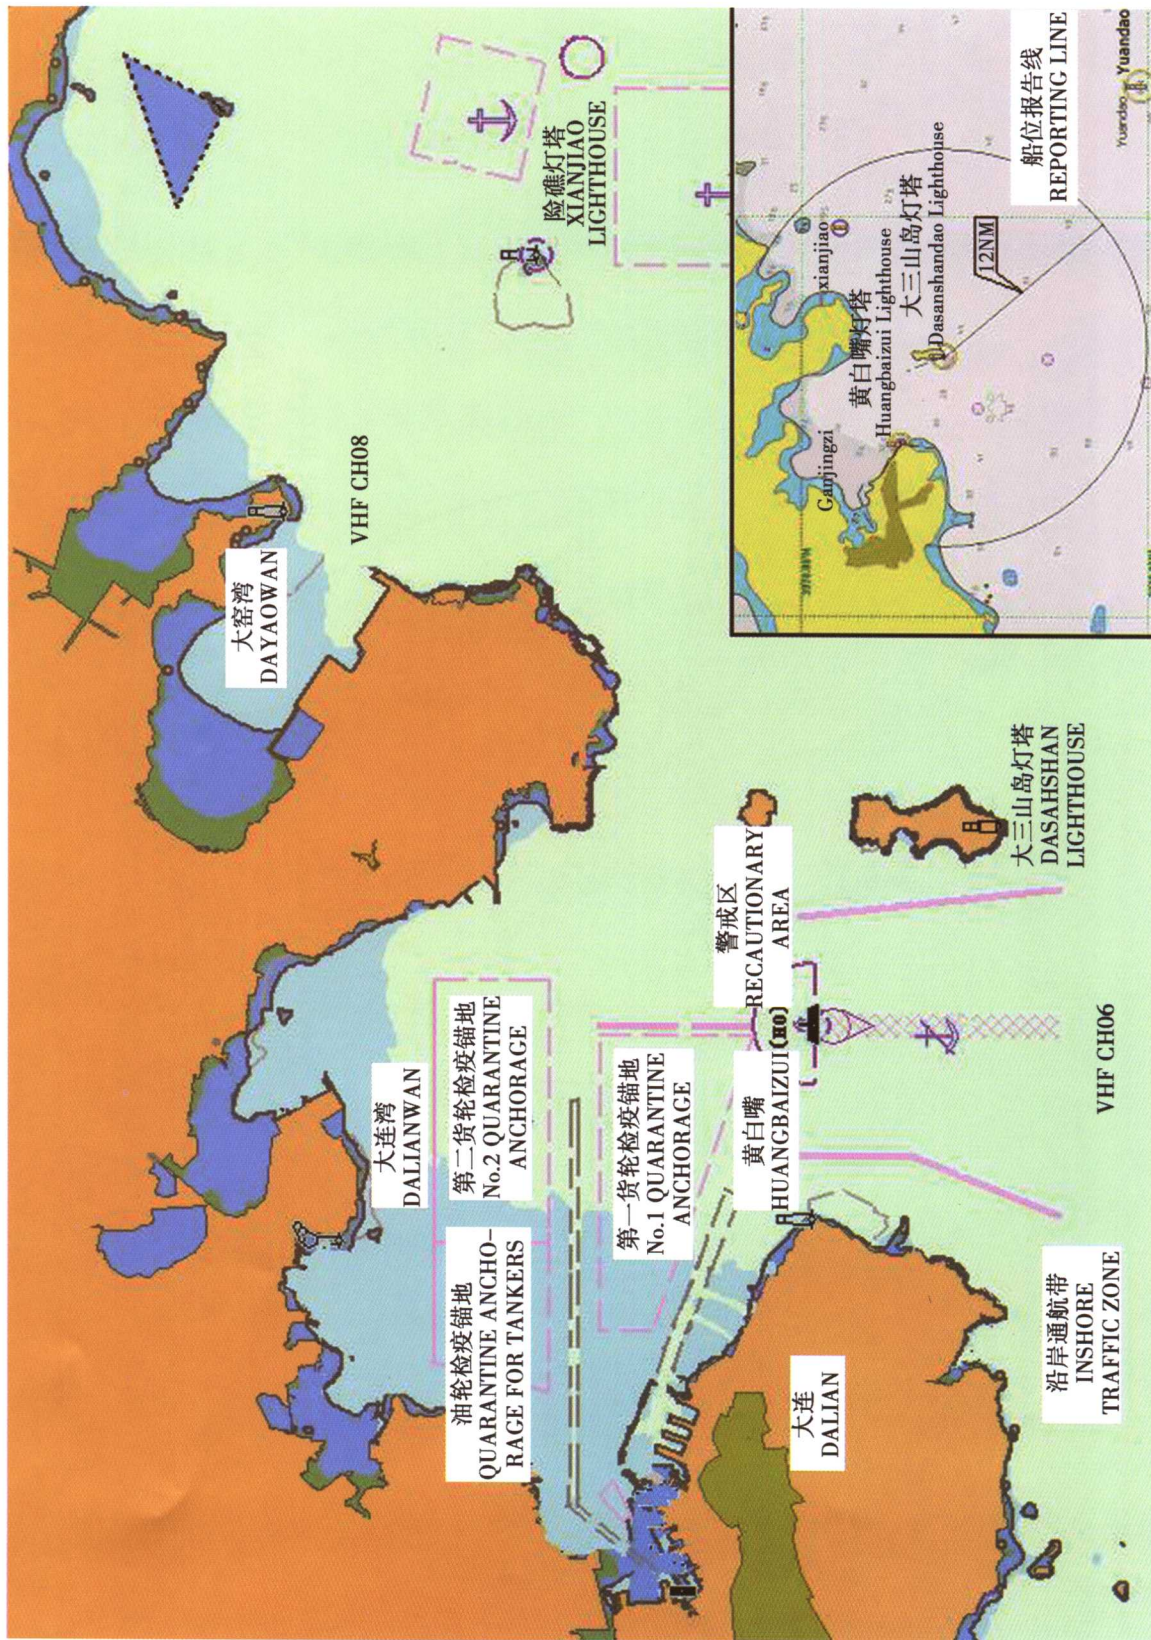 大窑湾
DAYAOWAN
VHF CH08
险礁灯塔
XIANJIAO
LIGHTHOUSE
大连湾
DALIANWAN
油轮检疫锚地
QUARANTINE ANCHO-
RAGE FOR TANKERS
第二货轮检疫锚地
No.2 QUARANTINE
ANCHORAGE
第一货轮检疫锚地
No.1 QUARANTINE
ANCHORAGE
警戒区
RECAUTIONARY
AREA
黄白嘴
HUANGBAIZUI
(HO)
大三山岛灯塔
DASAHSHAN
LIGHTHOUSE
大连
DALIAN
沿岸通航带
INSHORE
TRAFFIC ZONE
VHF CH06
Ganjingzi
xianjiao
黄白嘴灯塔
Huangbaizui Lighthouse
大三山岛灯塔
Dasanshandao Lighthouse
12NM
船位报告线
REPORTING LINE
Yuandao
Yuandao